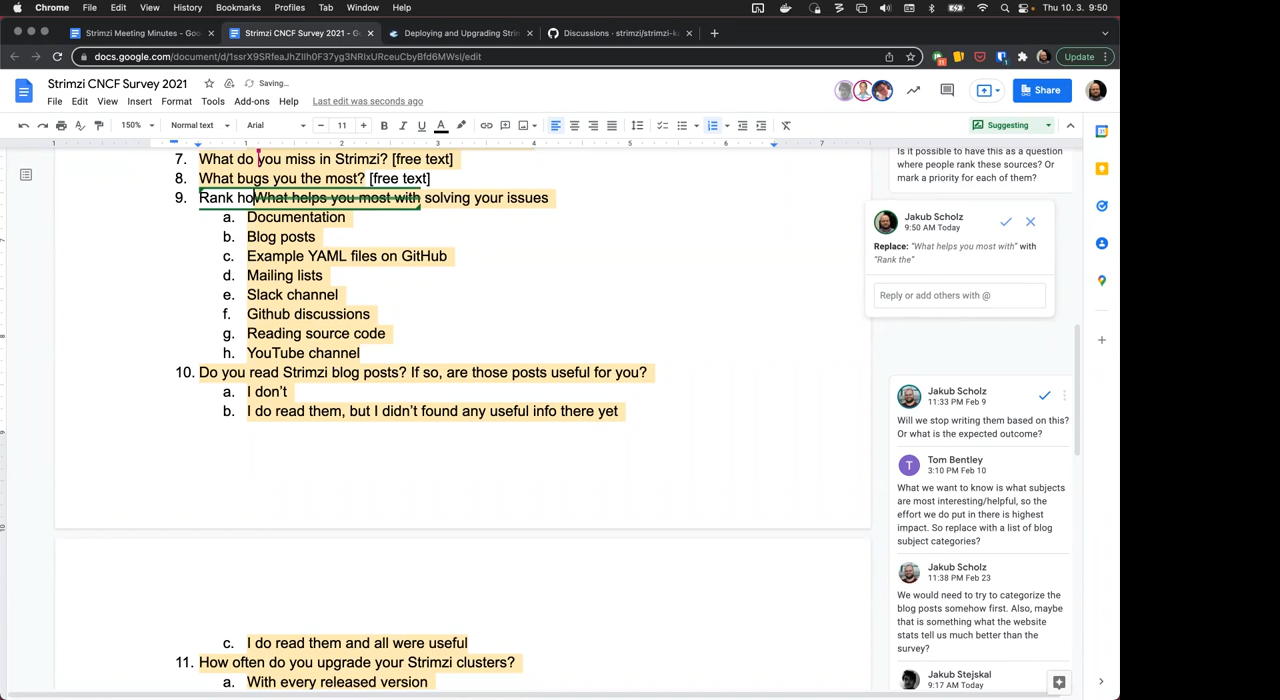 Chrome File Edit View History Bookmarks Profiles Tab Window Help Thu 10. 3. 9:50
Strimzi Meeting Minutes - Goo Strimzi CNCF Survey 2021 - G Deploying and Upgrading Strim Discussions · strimzi/strimzi-k
docs.google.com/document/d/1ssrX9SRfeaJhZIlh0F37yg3NRIxURceuCbyBfd6MWsI/edit Update
Strimzi CNCF Survey 2021 Saving...
File Edit View Insert Format Tools Add-ons Help Last edit was seconds ago Share
150% Normal text Arial 11 Suggesting
7. What do you miss in Strimzi? [free text]
8. What bugs you the most? [free text]
9. Rank hoWhat helps you most with solving your issues
a. Documentation
b. Blog posts
c. Example YAML files on GitHub
d. Mailing lists
e. Slack channel
f. Github discussions
g. Reading source code
h. YouTube channel
10. Do you read Strimzi blog posts? If so, are those posts useful for you?
a. I don't
b. I do read them, but I didn't found any useful info there yet
c. I do read them and all were useful
11. How often do you upgrade your Strimzi clusters?
a. With every released version
Is it possible to have this as a question
where people rank these sources? Or
mark a priority for each of them?
Jakub Scholz
9:50 AM Today
Replace: "What helps you most with" with
"Rank the"
Reply or add others with @
Jakub Scholz
11:33 PM Feb 9
Will we stop writing them based on this?
Or what is the expected outcome?
T
Tom Bentley
3:10 PM Feb 10
What we want to know is what subjects
are most interesting/helpful, so the
effort we do put in there is highest
impact. So replace with a list of blog
subject categories?
Jakub Scholz
11:38 PM Feb 23
We would need to try to categorize the
blog posts somehow first. Also, maybe
that is something what the website
stats tell us much better than the
survey?
Jakub Stejskal
9:17 AM Today